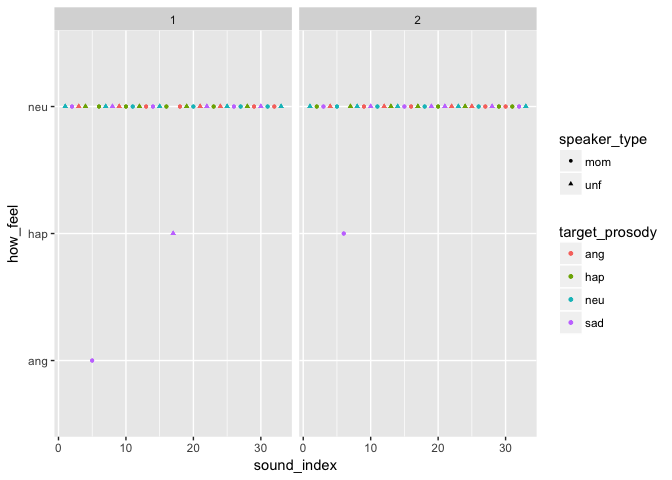 1 2
neu
hap
ang
how_feel
0 10 20 30 0 10 20 30
sound_index
speaker_type
mom
unf
target_prosody
ang
hap
neu
sad